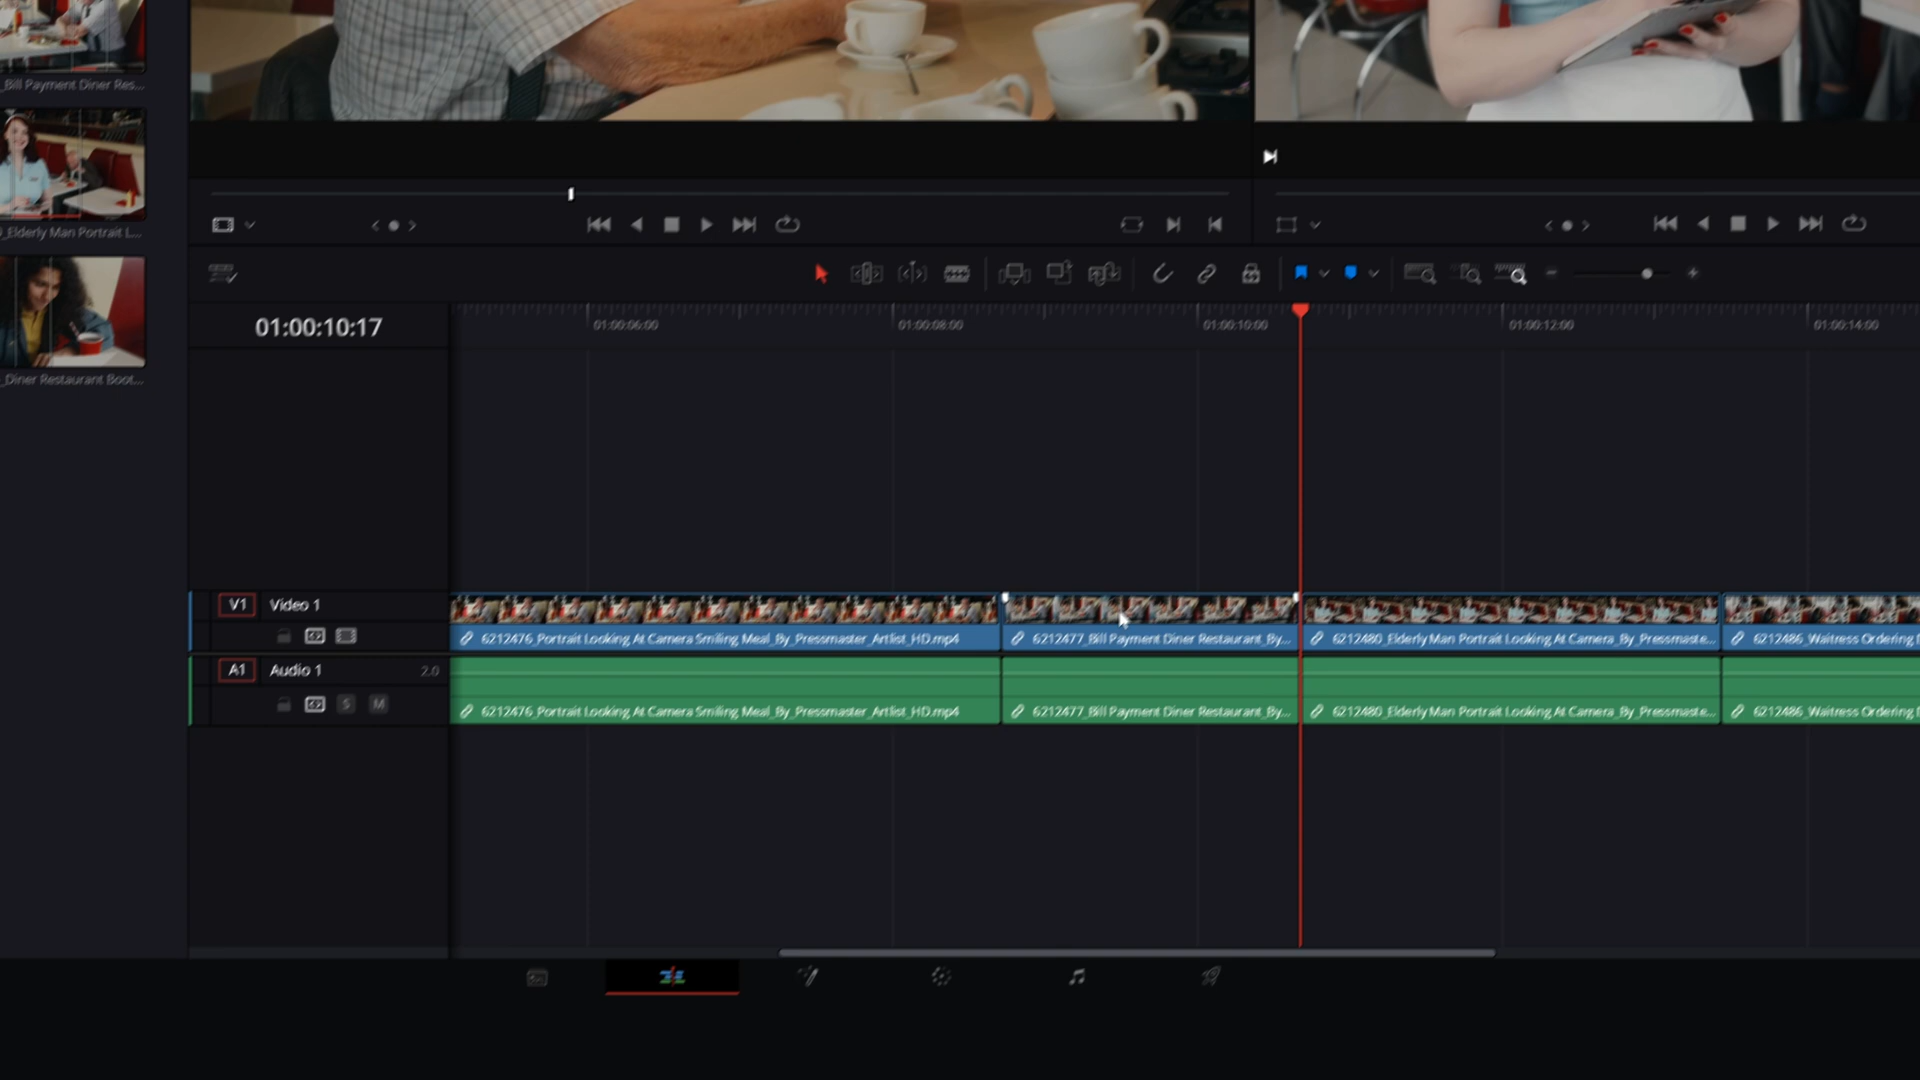 _Bill Payment Diner Res...
_Elderly Man Portrait L...
_Diner Restaurant Boot...
01:00:10:17
01:00:06:00
01:00:08:00
01:00:10:00
01:00:12:00
01:00:14:00
V1 Video 1
6212476_Portrait Looking At Camera Smiling Meal_By_Pressmaster_Artlist_HD.mp4
6212477_Bill Payment Diner Restaurant_By...
6212480_Elderly Man Portrait Looking At Camera_By_Pressmaste...
6212486_Waitress Ordering
A1 Audio 1 2.0
S M
6212476_Portrait Looking At Camera Smiling Meal_By_Pressmaster_Artlist_HD.mp4
6212477_Bill Payment Diner Restaurant_By...
6212480_Elderly Man Portrait Looking At Camera_By_Pressmaste...
6212486_Waitress Ordering